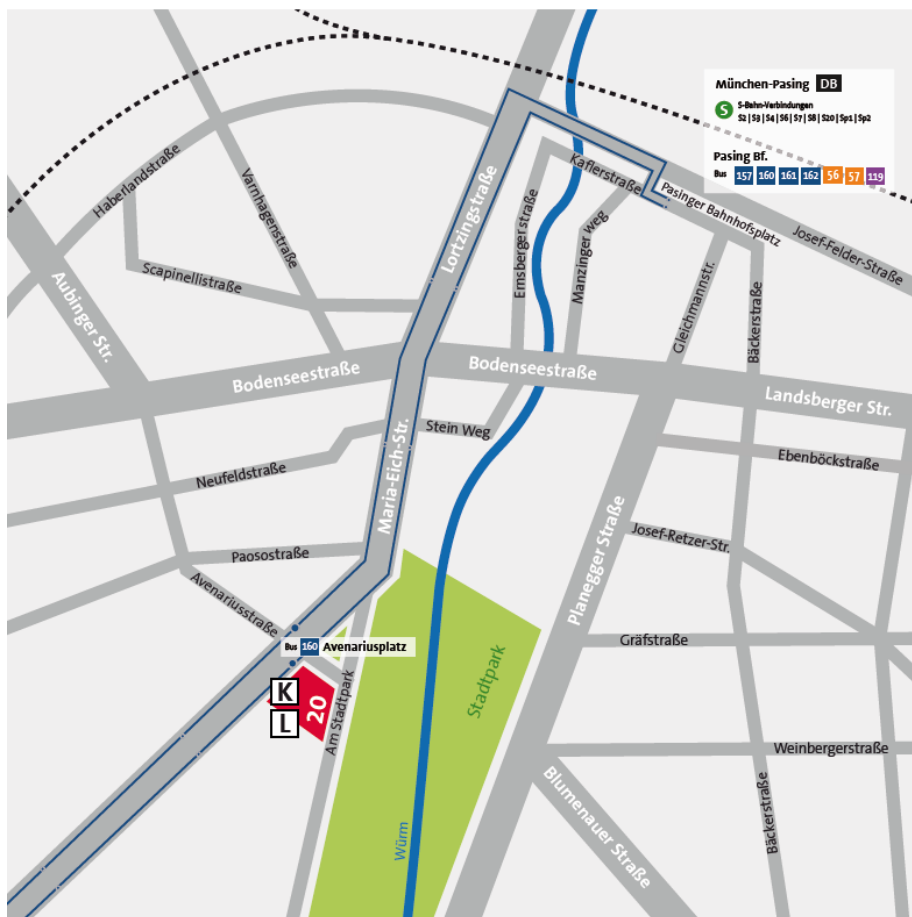 München-Pasing DB
S
S-Bahn-Verbindungen
S2 | S3 | S4 | S6 | S7 | S8 | S20 | Sp1 | Sp2
Pasing Bf.
Bus 157 160 161 162 56 57 119
Haberlandstraße
Varnhagenstraße
Lortzingstraße
Kaflerstraße
Pasinger Bahnhofsplatz
Josef-Felder-Straße
Ernsberger straße
Manzinger weg
Scapinellistraße
Aubinger Str.
Gleichmannstr.
Bäckerstraße
Bodenseestraße
Bodenseestraße
Landsberger Str.
Stein Weg
Maria-Eich-Str.
Neufeldstraße
Ebenböckstraße
Planegger Straße
Josef-Retzer-Str.
Paosostraße
Avenariusstraße
Bus 160 Avenariusplatz
Gräfstraße
K
L
20
Am Stadtpark
Stadtpark
Weinbergerstraße
Blumenauer Straße
Bäckerstraße
Würm